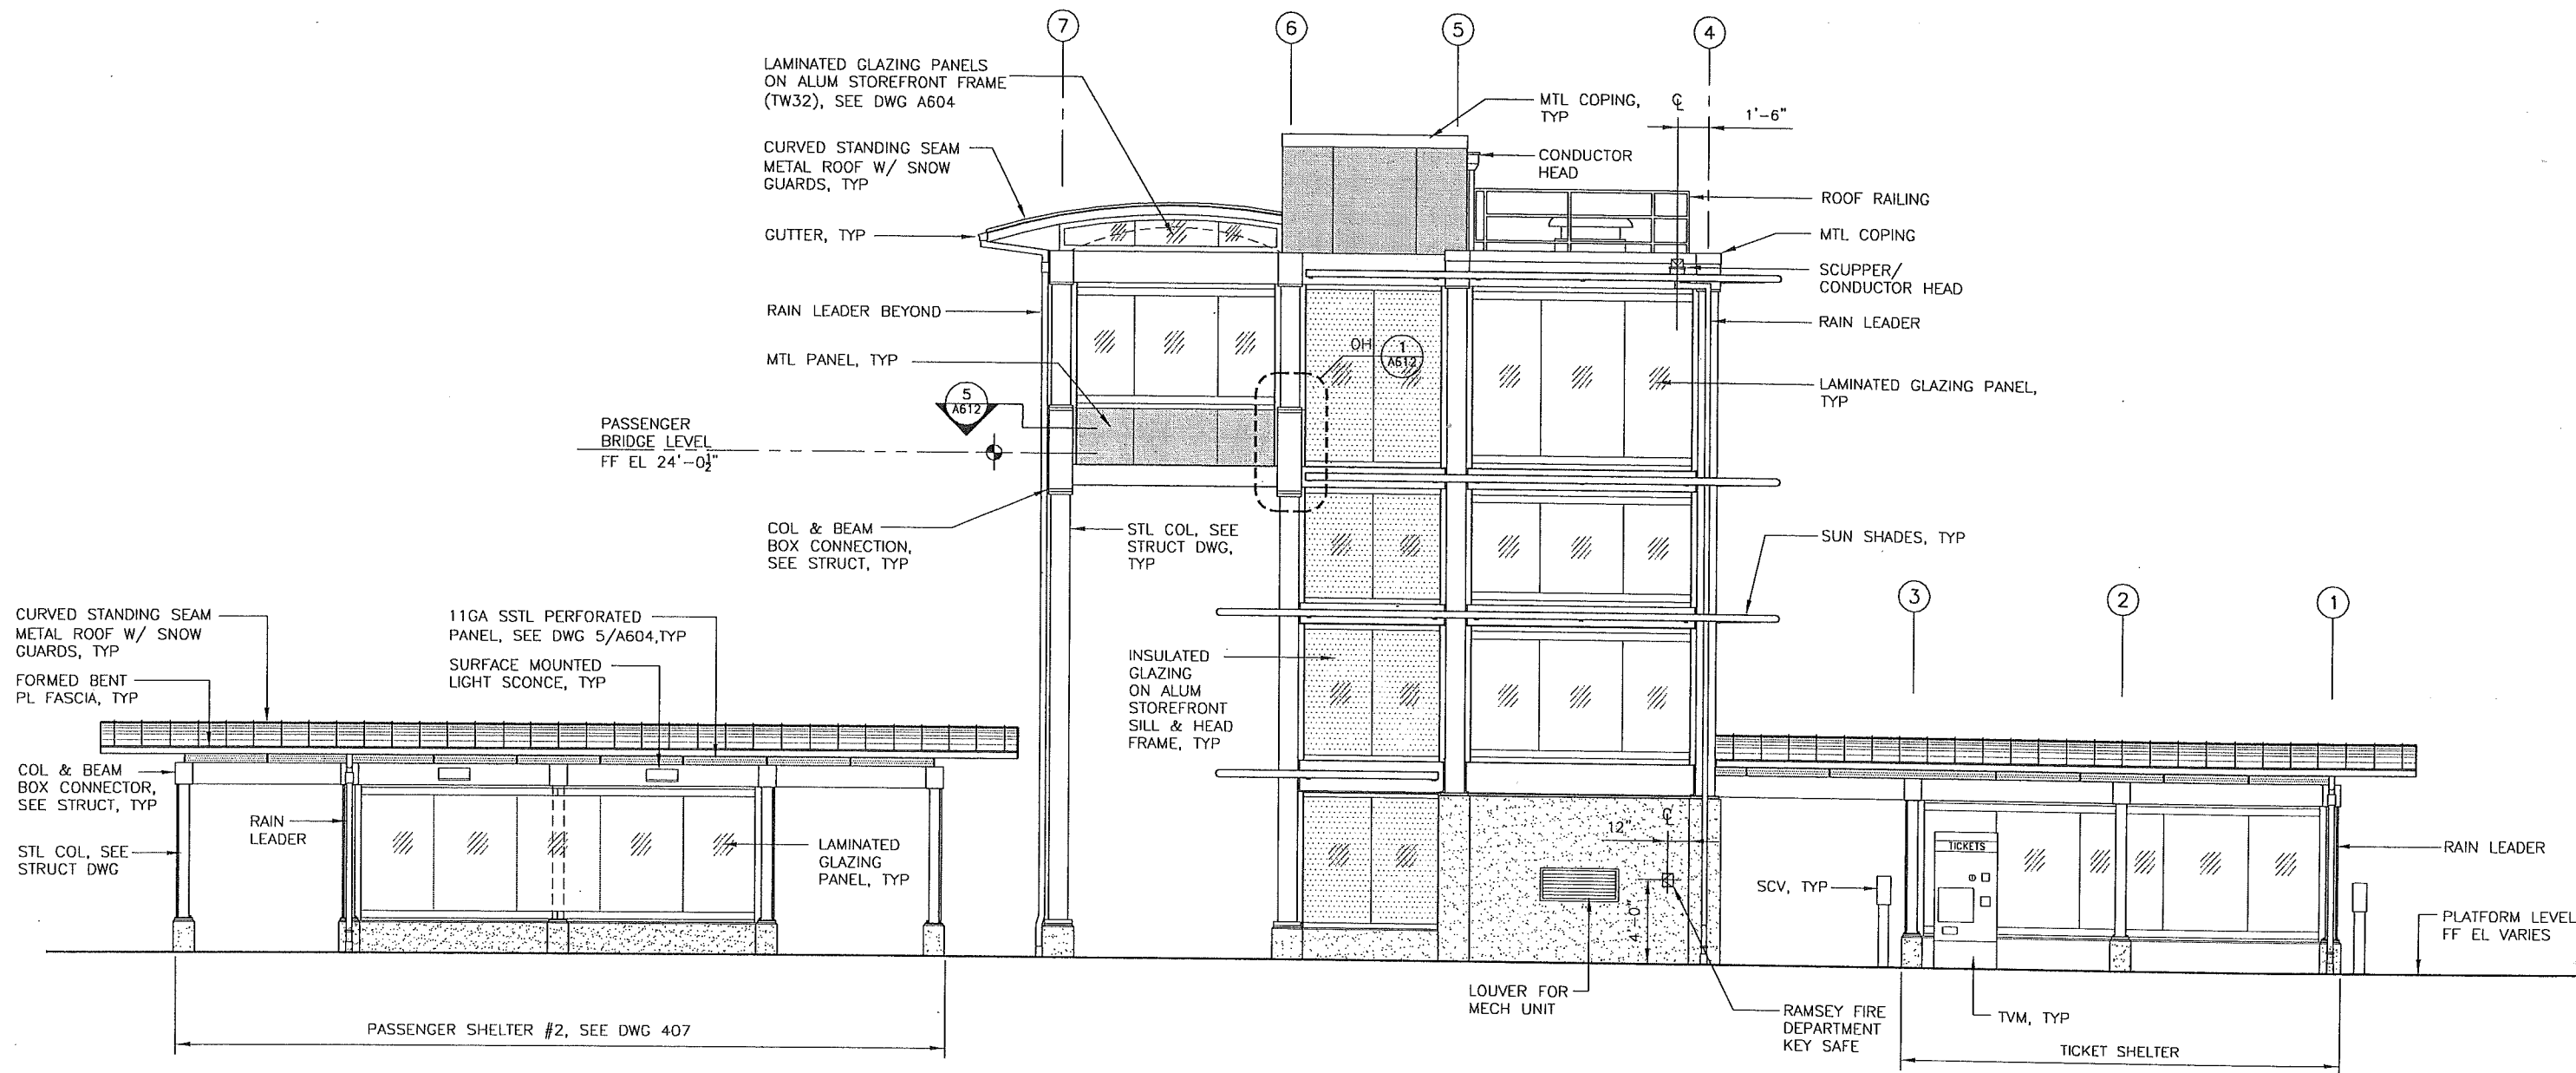 7
6
5
4
LAMINATED GLAZING PANELS
ON ALUM STOREFRONT FRAME
(TW32), SEE DWG A604
CURVED STANDING SEAM
METAL ROOF W/ SNOW
GUARDS, TYP
GUTTER, TYP
RAIN LEADER BEYOND
MTL PANEL, TYP
5
A612
PASSENGER
BRIDGE LEVEL
FF EL 24'-0½"
COL & BEAM
BOX CONNECTION,
SEE STRUCT, TYP
STL COL, SEE
STRUCT DWG,
TYP
MTL COPING,
TYP
CONDUCTOR
HEAD
℄
1'-6"
ROOF RAILING
MTL COPING
SCUPPER/
CONDUCTOR HEAD
RAIN LEADER
OH
1
A612
LAMINATED GLAZING PANEL,
TYP
SUN SHADES, TYP
3
2
1
CURVED STANDING SEAM
METAL ROOF W/ SNOW
GUARDS, TYP
FORMED BENT
PL FASCIA, TYP
11GA SSTL PERFORATED
PANEL, SEE DWG 5/A604,TYP
SURFACE MOUNTED
LIGHT SCONCE, TYP
COL & BEAM
BOX CONNECTOR,
SEE STRUCT, TYP
STL COL, SEE
STRUCT DWG
RAIN
LEADER
LAMINATED
GLAZING
PANEL, TYP
INSULATED
GLAZING
ON ALUM
STOREFRONT
SILL & HEAD
FRAME, TYP
℄
12"
4'-0"
TICKETS
SCV, TYP
RAIN LEADER
PLATFORM LEVEL
FF EL VARIES
LOUVER FOR
MECH UNIT
RAMSEY FIRE
DEPARTMENT
KEY SAFE
TVM, TYP
PASSENGER SHELTER #2, SEE DWG 407
TICKET SHELTER